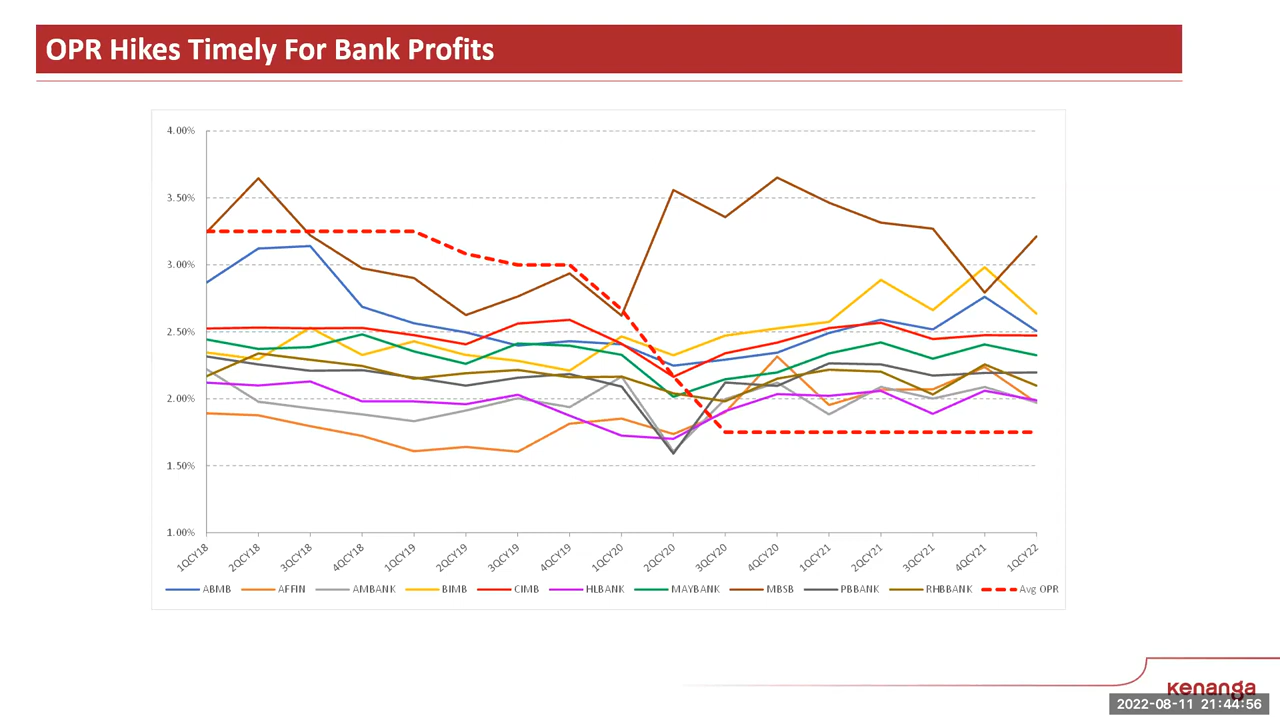 OPR Hikes Timely For Bank Profits
4.00%
3.50%
3.00%
2.50%
2.00%
1.50%
1.00%
1QCY18 2QCY18 3QCY18 4QCY18 1QCY19 2QCY19 3QCY19 4QCY19 1QCY20 2QCY20 3QCY20 4QCY20 1QCY21 2QCY21 3QCY21 4QCY21 1QCY22
ABMB AFFIN AMBANK BIMB CIMB HLBANK MAYBANK MBSB PBBANK RHBBANK Avg OPR
kenanga
2022-08-11 21:44:56